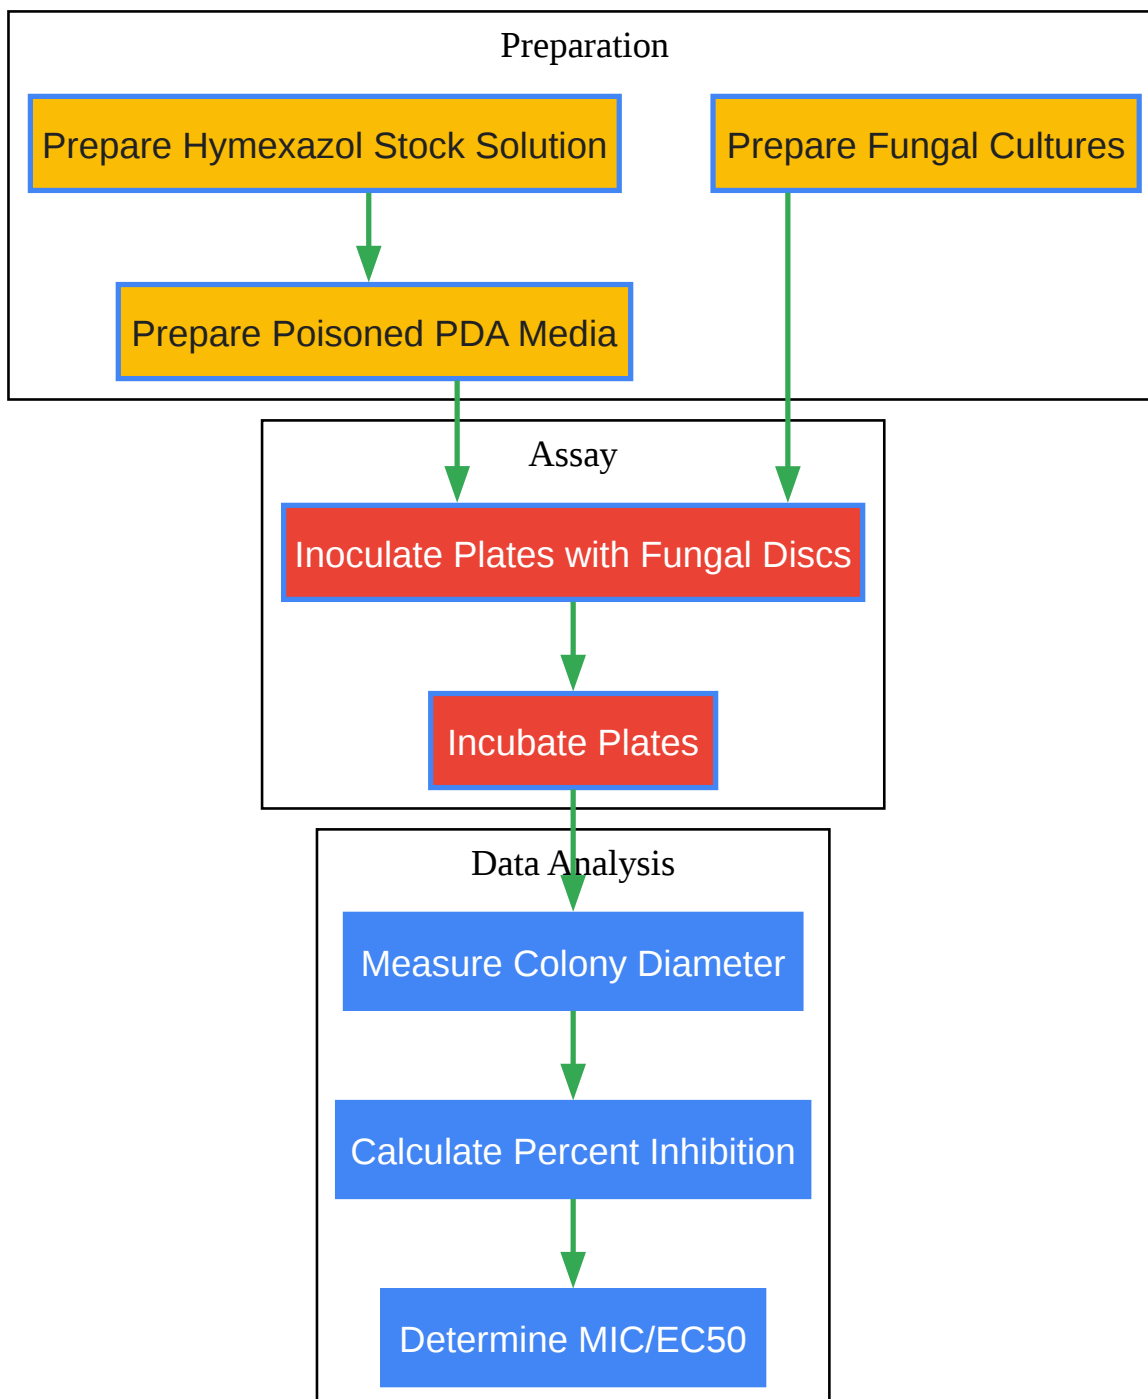 Preparation
Prepare Hymexazol Stock Solution
Prepare Fungal Cultures
Prepare Poisoned PDA Media
Assay
Inoculate Plates with Fungal Discs
Incubate Plates
Data Analysis
Measure Colony Diameter
Calculate Percent Inhibition
Determine MIC/EC50